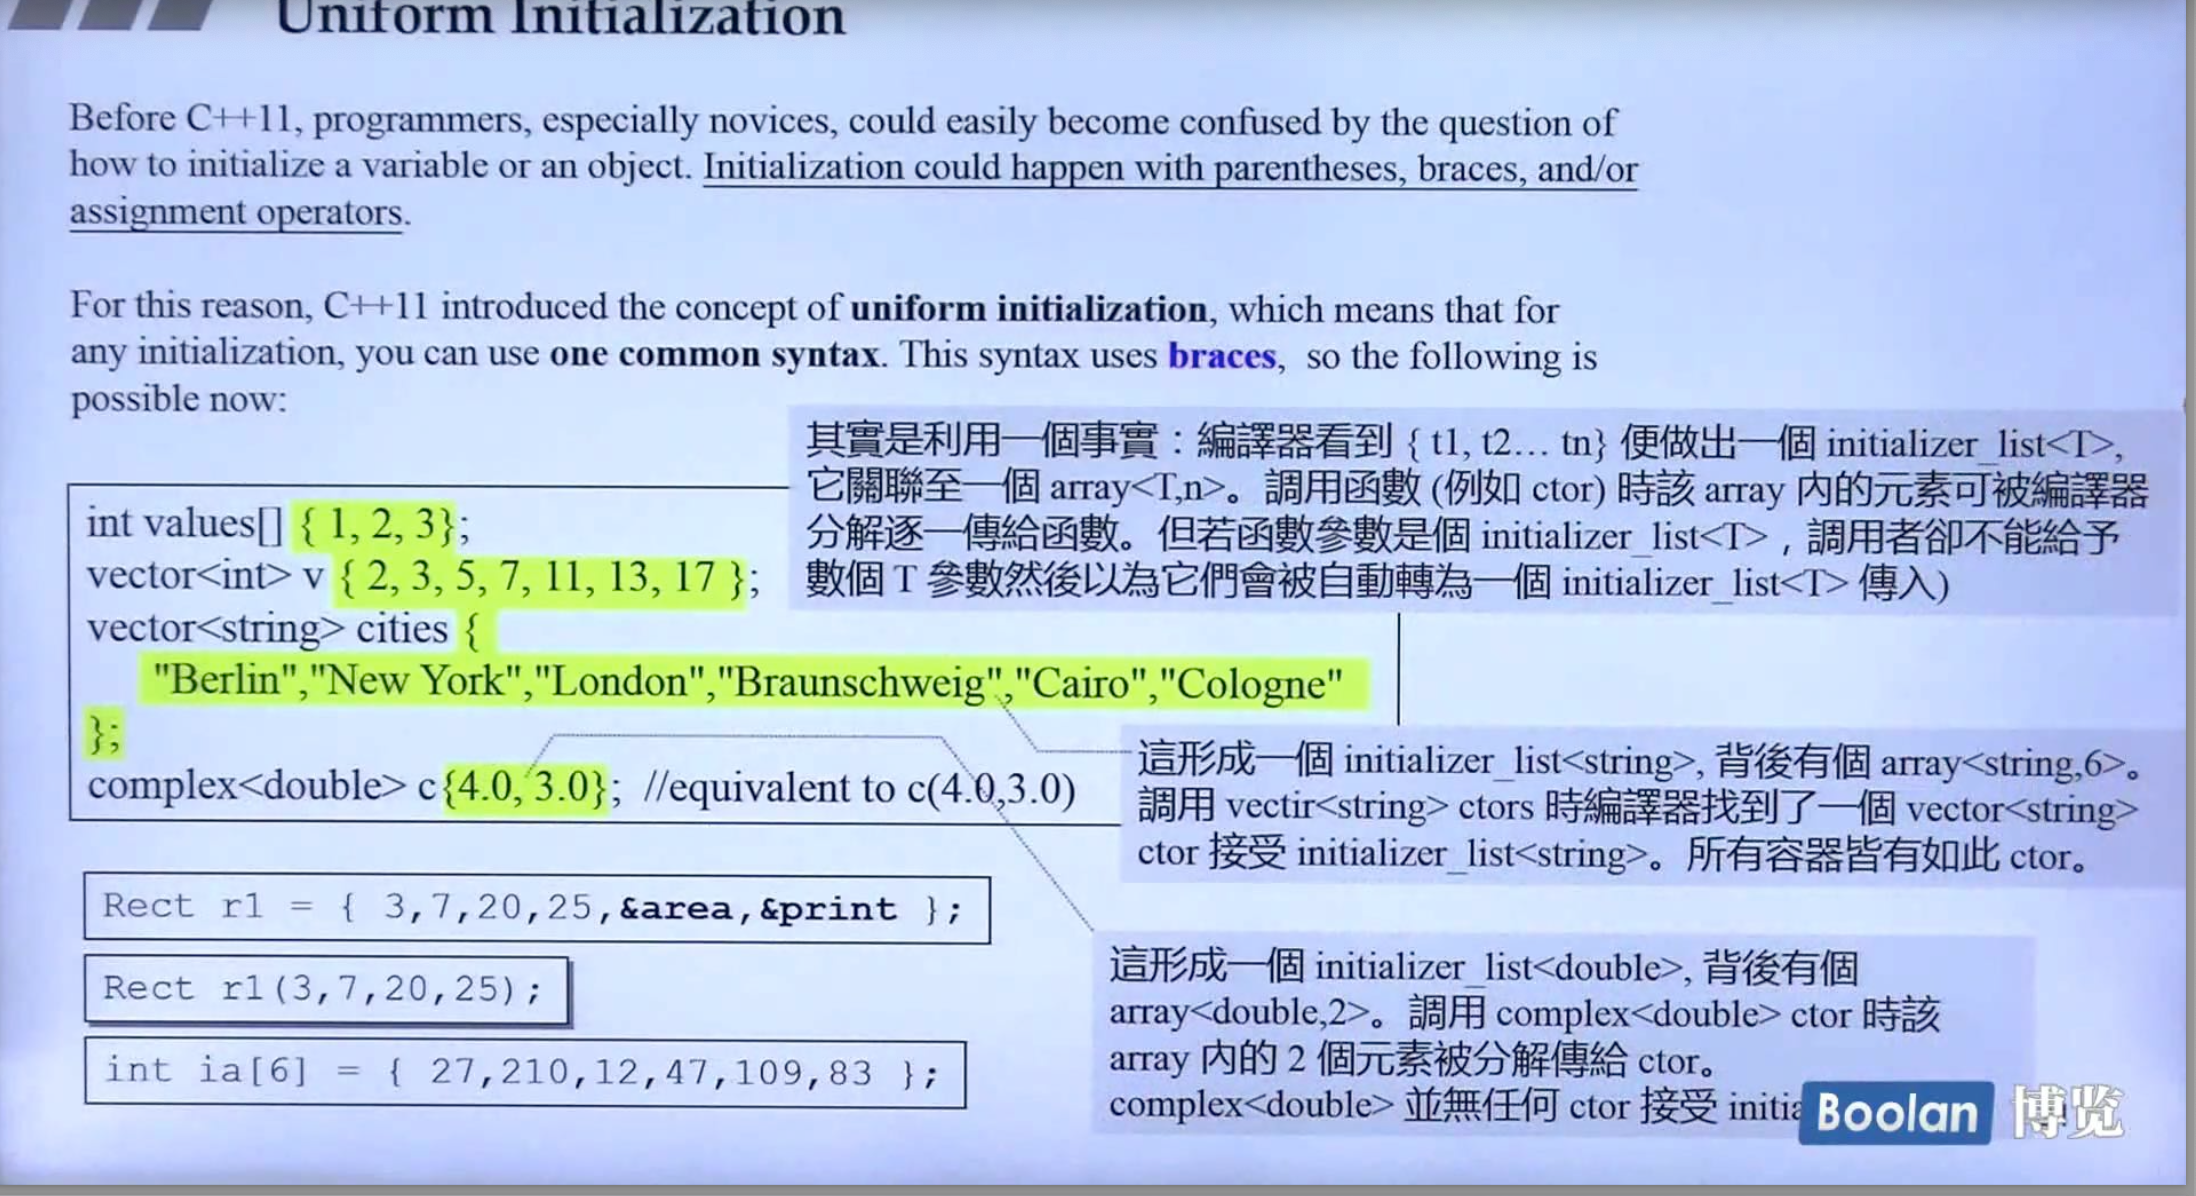 Uniform Initialization
Before C++11, programmers, especially novices, could easily become confused by the question of
how to initialize a variable or an object. Initialization could happen with parentheses, braces, and/or
assignment operators.
For this reason, C++11 introduced the concept of uniform initialization, which means that for
any initialization, you can use one common syntax. This syntax uses braces, so the following is
possible now:
其實是利用一個事實：編譯器看到 { t1, t2… tn} 便做出一個 initializer_list<T>,
它關聯至一個 array<T,n>。調用函數 (例如 ctor) 時該 array 內的元素可被編譯器
分解逐一傳給函數。但若函數參數是個 initializer_list<T>，調用者卻不能給予
數個 T 參數然後以為它們會被自動轉為一個 initializer_list<T> 傳入)
int values[] { 1, 2, 3};
vector<int> v { 2, 3, 5, 7, 11, 13, 17 };
vector<string> cities {
"Berlin","New York","London","Braunschweig","Cairo","Cologne"
};
complex<double> c{4.0, 3.0}; //equivalent to c(4.0,3.0)
這形成一個 initializer_list<string>, 背後有個 array<string,6>。
調用 vectir<string> ctors 時編譯器找到了一個 vector<string>
ctor 接受 initializer_list<string>。所有容器皆有如此 ctor。
Rect r1 = { 3,7,20,25,&area,&print };
Rect r1(3,7,20,25);
int ia[6] = { 27,210,12,47,109,83 };
這形成一個 initializer_list<double>, 背後有個
array<double,2>。調用 complex<double> ctor 時該
array 內的 2 個元素被分解傳給 ctor。
complex<double> 並無任何 ctor 接受 initia
Boolan 博览